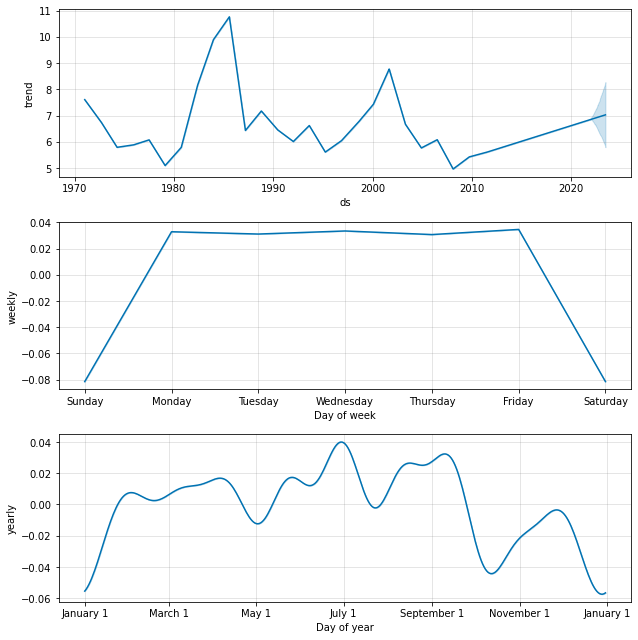 11
10
9
8
7
6
5
trend
1970 1980 1990 2000 2010 2020
ds
0.04
0.02
0.00
−0.02
−0.04
−0.06
−0.08
weekly
Sunday Monday Tuesday Wednesday Thursday Friday Saturday
Day of week
0.04
0.02
0.00
−0.02
−0.04
−0.06
yearly
January 1 March 1 May 1 July 1 September 1 November 1 January 1
Day of year